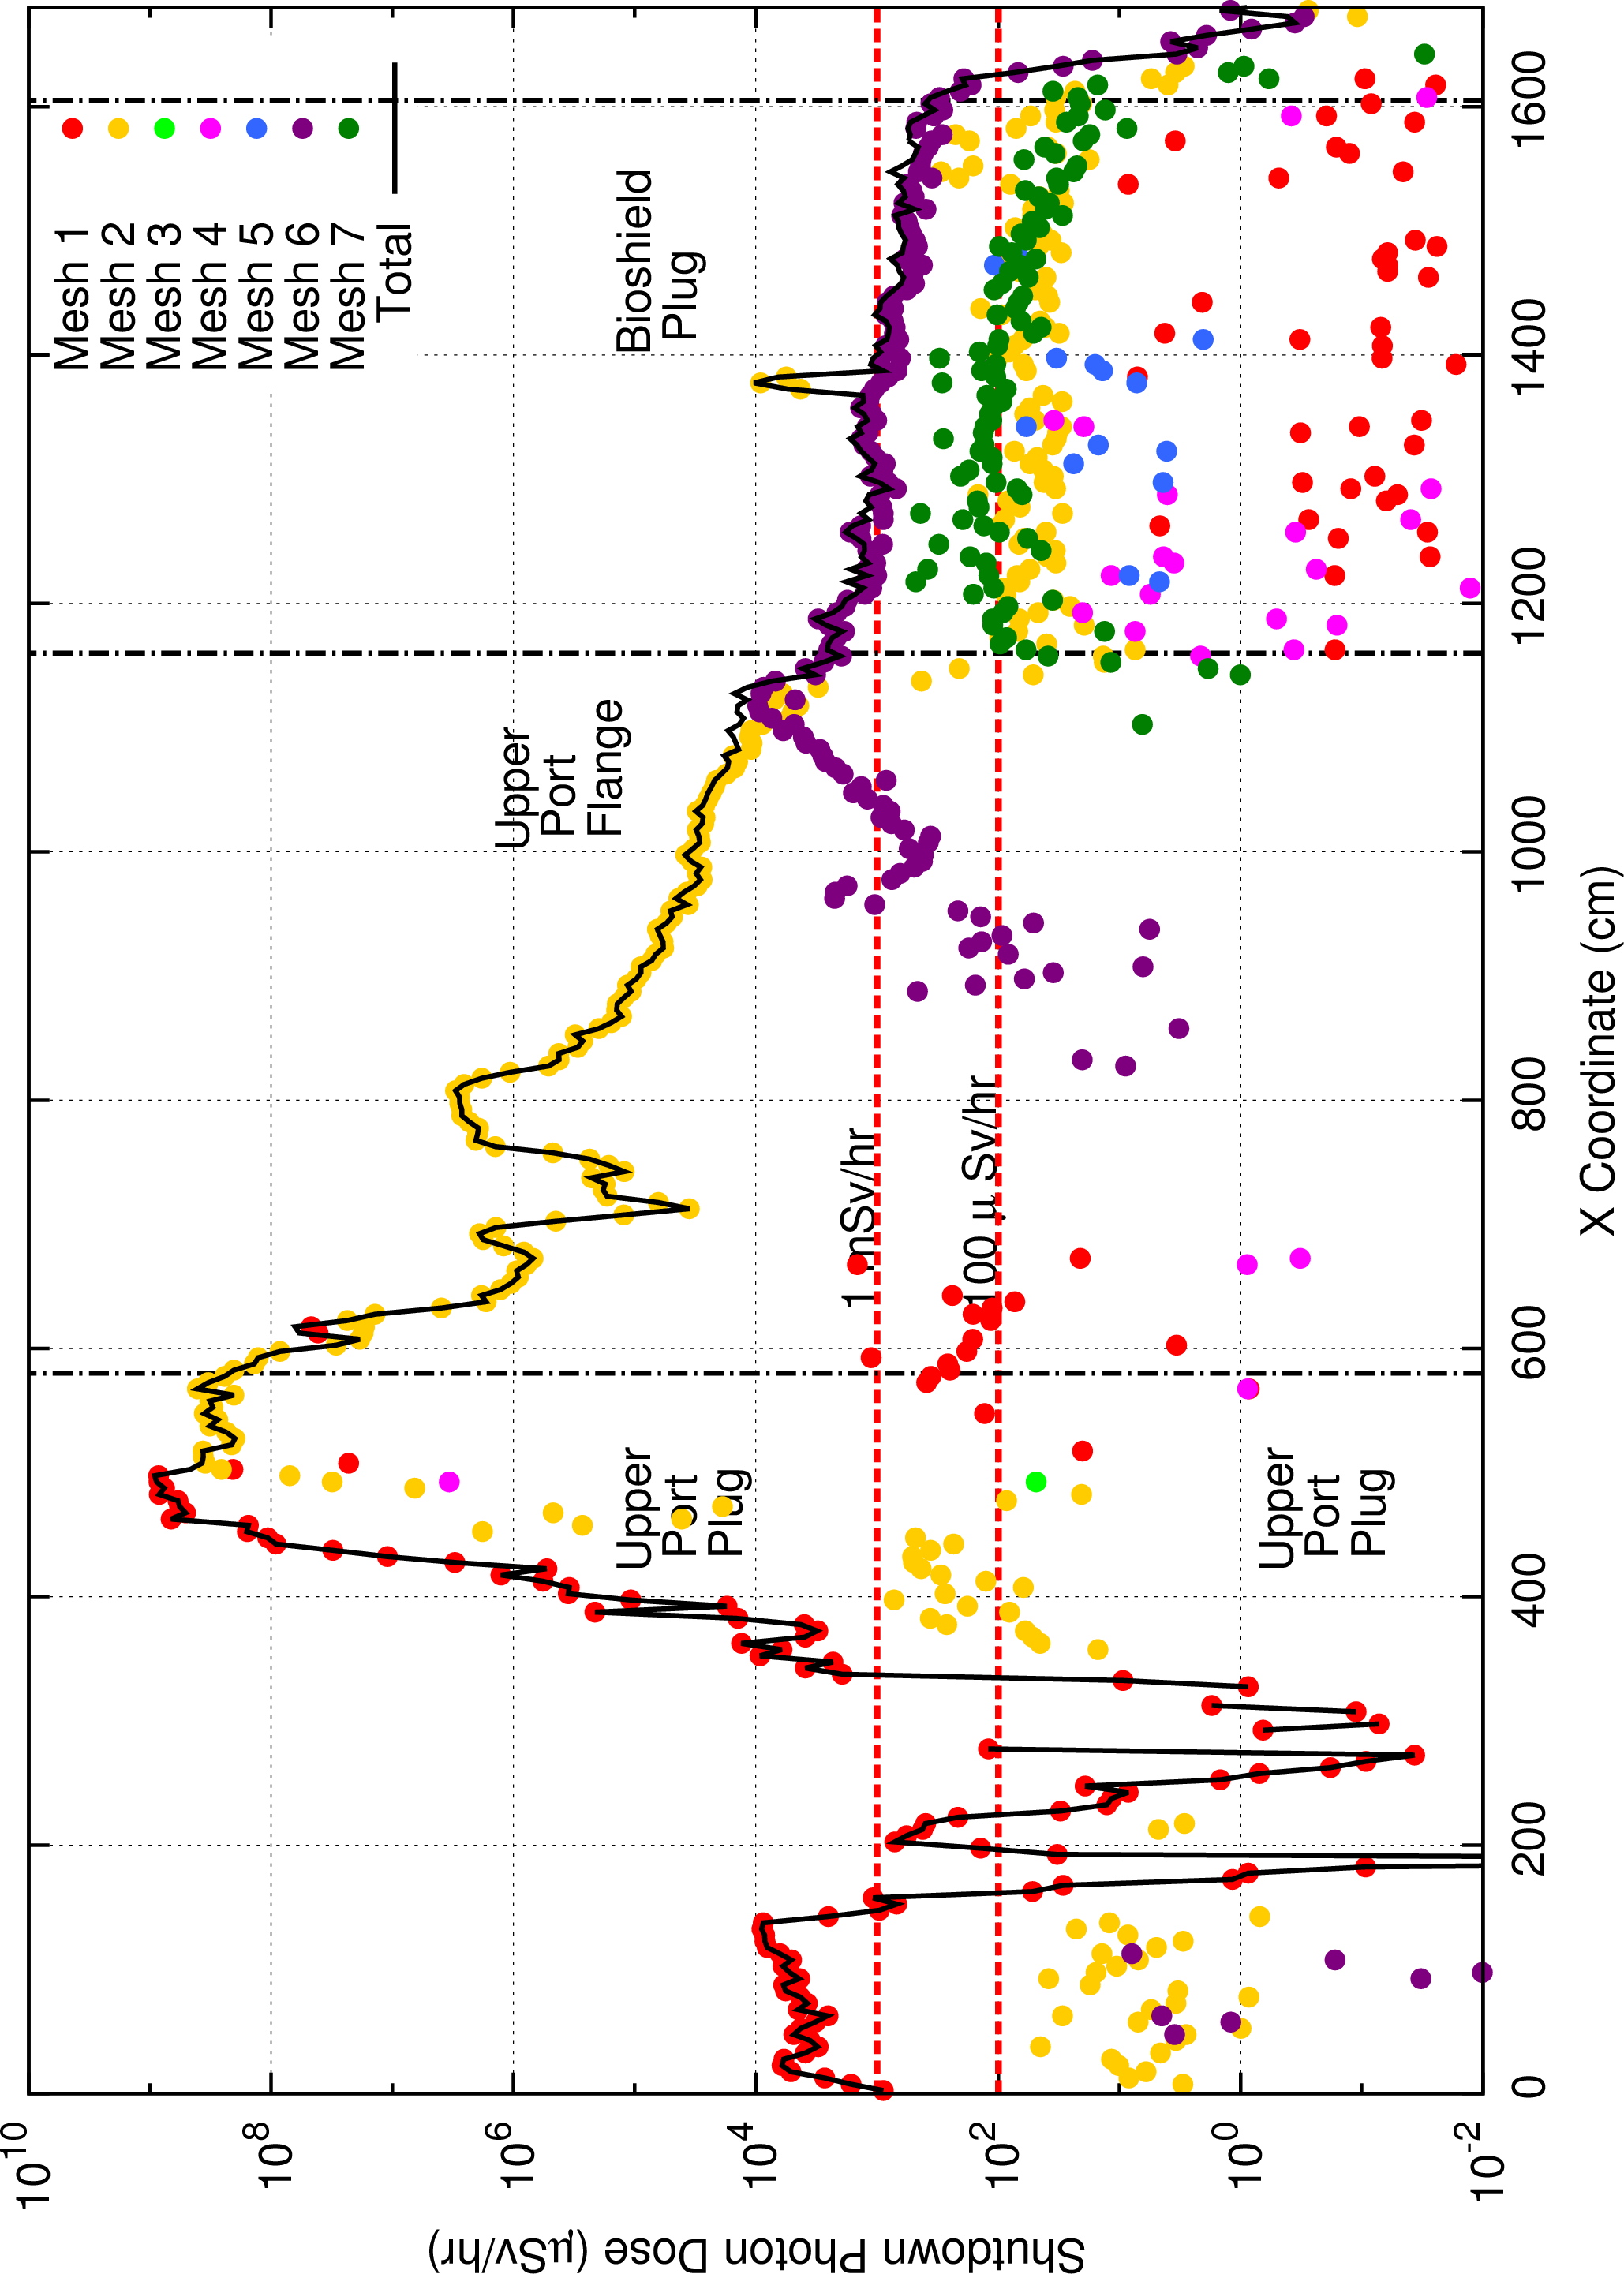 10^10
10^8
10^6
10^4
10^2
10^0
10^-2
Shutdown Photon Dose (μSv/hr)
0
200
400
600
800
1000
1200
1400
1600
X Coordinate (cm)
Mesh 1
Mesh 2
Mesh 3
Mesh 4
Mesh 5
Mesh 6
Mesh 7
Total
Upper
Port
Flange
Bioshield
Plug
Upper
Port
Plug
1 mSv/hr
100 μ Sv/hr
Upper
Port
Plug